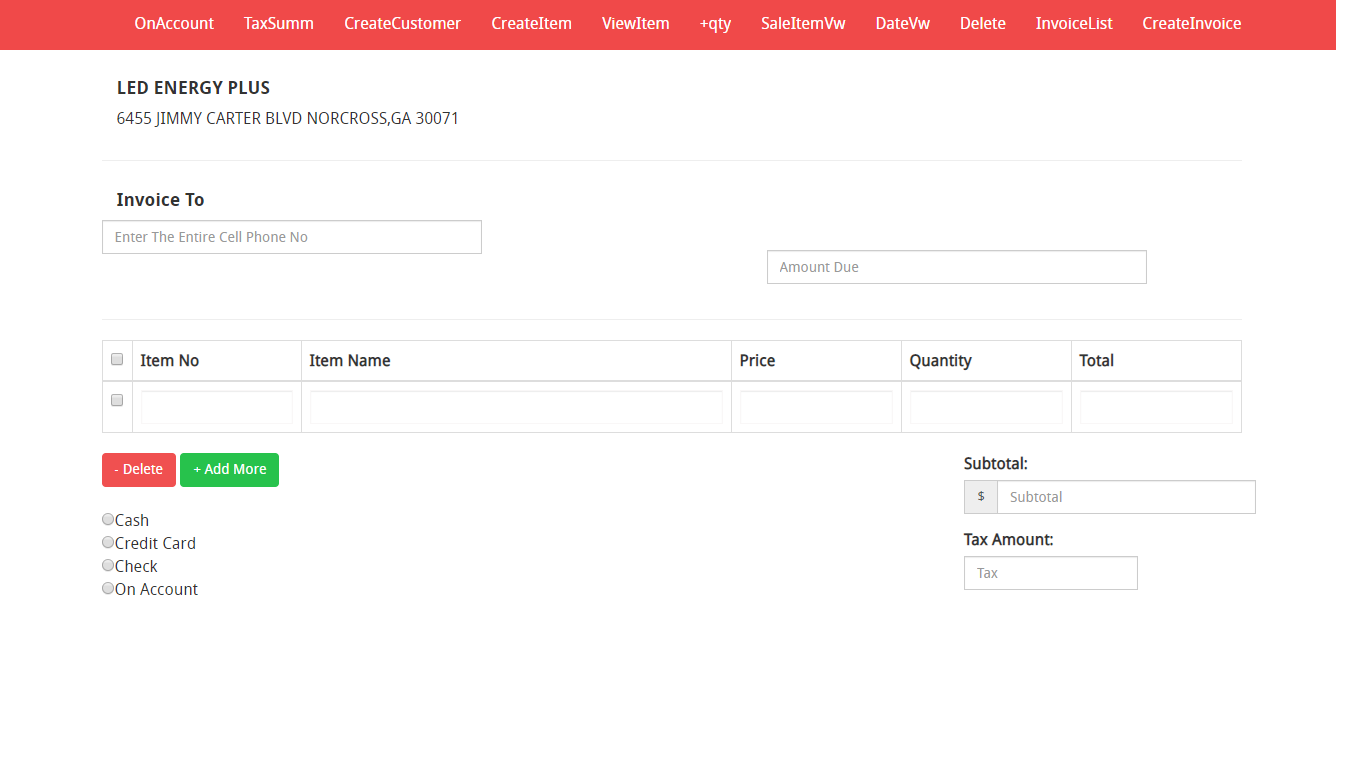 OnAccount TaxSumm CreateCustomer CreateItem ViewItem +qty SaleItemVw DateVw Delete InvoiceList CreateInvoice
LED ENERGY PLUS
6455 JIMMY CARTER BLVD NORCROSS,GA 30071
Invoice To
Enter The Entire Cell Phone No
Amount Due
Item No Item Name Price Quantity Total
- Delete + Add More
Subtotal:
$ Subtotal
Cash
Credit Card
Check
On Account
Tax Amount:
Tax